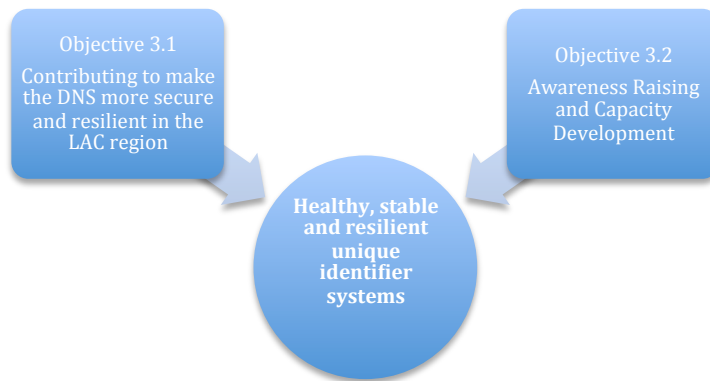 Objective 3.1
Contributing to make
the DNS more secure
and resilient in the
LAC region
Objective 3.2
Awareness Raising
and Capacity
Development
Healthy, stable
and resilient
unique
identifier
systems